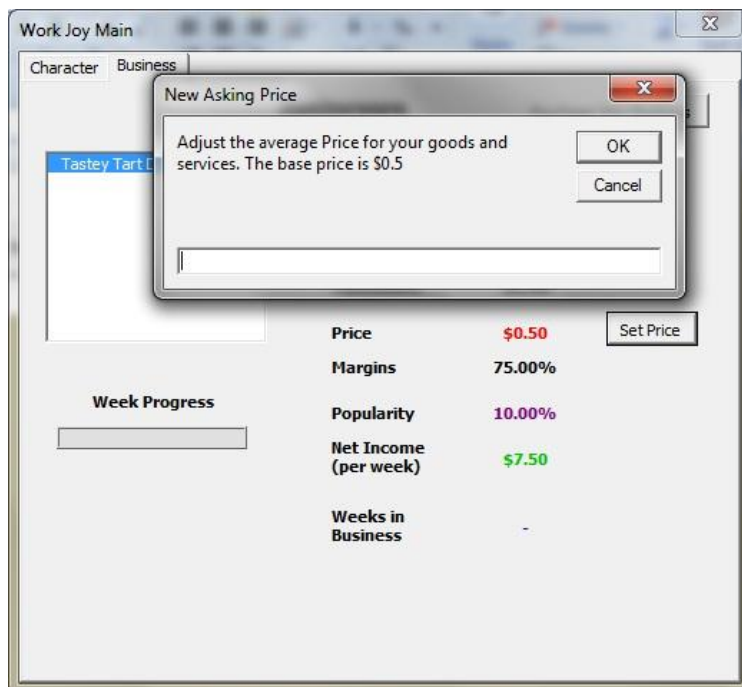 Work Joy Main
Character Business
New Asking Price
Adjust the average Price for your goods and
services. The base price is $0.5
OK
Cancel
Tastey Tart
Price $0.50 Set Price
Margins 75.00%
Week Progress
Popularity 10.00%
Net Income
(per week) $7.50
Weeks in
Business -